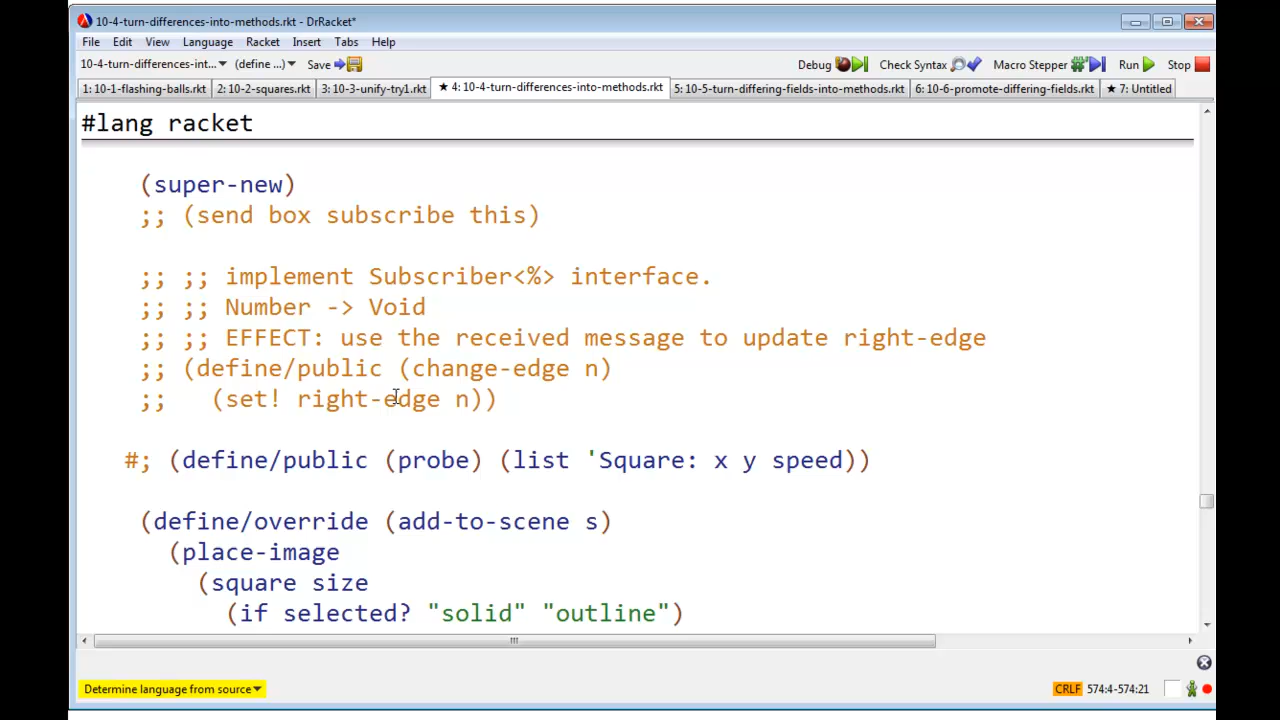 10-4-turn-differences-into-methods.rkt - DrRacket*
File Edit View Language Racket Insert Tabs Help
10-4-turn-differences-int... (define ...) Save Debug Check Syntax Macro Stepper Run Stop
1: 10-1-flashing-balls.rkt 2: 10-2-squares.rkt 3: 10-3-unify-try1.rkt ★ 4: 10-4-turn-differences-into-methods.rkt 5: 10-5-turn-differing-fields-into-methods.rkt 6: 10-6-promote-differing-fields.rkt ★ 7: Untitled
#lang racket
(super-new)
;; (send box subscribe this)
;; ;; implement Subscriber<%> interface.
;; ;; Number -> Void
;; ;; EFFECT: use the received message to update right-edge
;; (define/public (change-edge n)
;;   (set! right-edge n))
#; (define/public (probe) (list 'Square: x y speed))
(define/override (add-to-scene s)
(place-image
(square size
(if selected? "solid" "outline")
Determine language from source CRLF 574:4-574:21